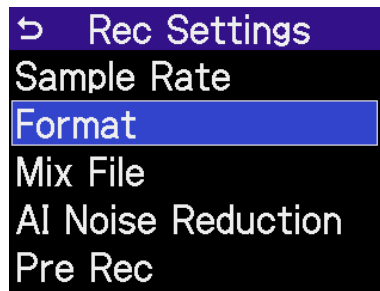 Rec Settings
Sample Rate
Format
Mix File
AI Noise Reduction
Pre Rec